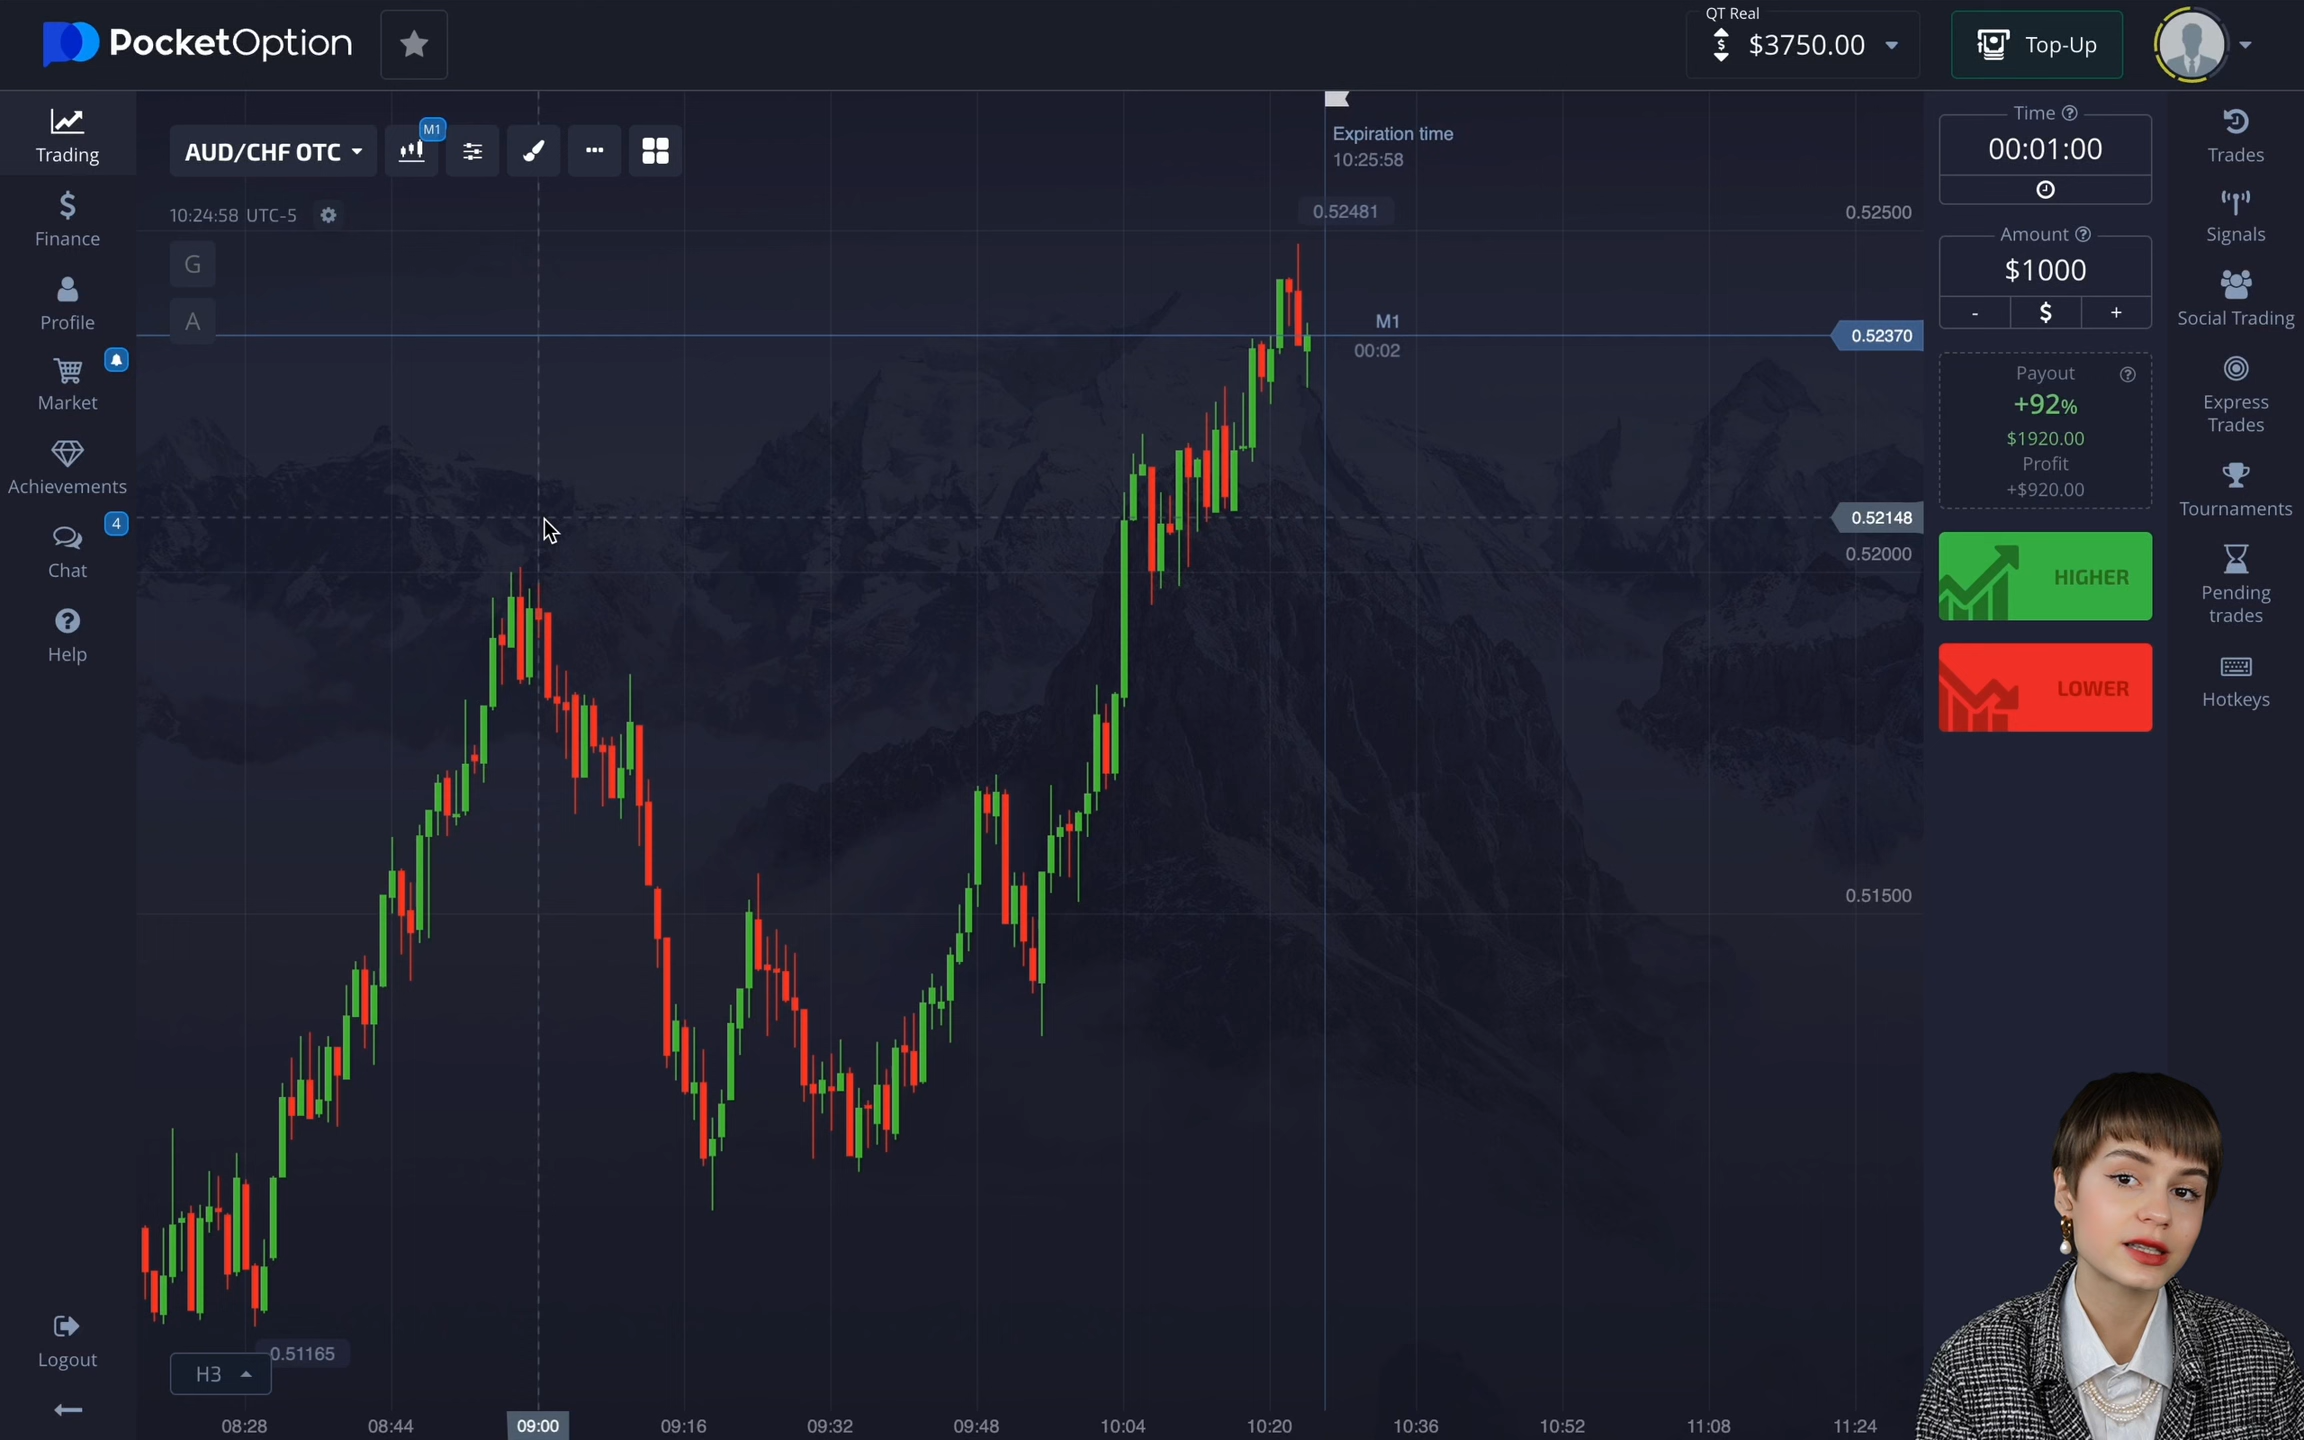 PocketOption
QT Real
$3750.00
Top-Up
Trading
Finance
Profile
Market
Achievements
4
Chat
Help
Logout
AUD/CHF OTC
M1
10:24:58 UTC-5
G
A
Expiration time
10:25:58
0.52481
M1
00:02
0.52500
0.52370
0.52148
0.52000
0.51500
0.51165
H3
08:28
08:44
09:00
09:16
09:32
09:48
10:04
10:20
10:36
10:52
11:08
11:24
Time
00:01:00
Amount
$1000
- $ +
Payout
+92%
$1920.00
Profit
+$920.00
HIGHER
LOWER
Trades
Signals
Social Trading
Express
Trades
Tournaments
Pending
trades
Hotkeys